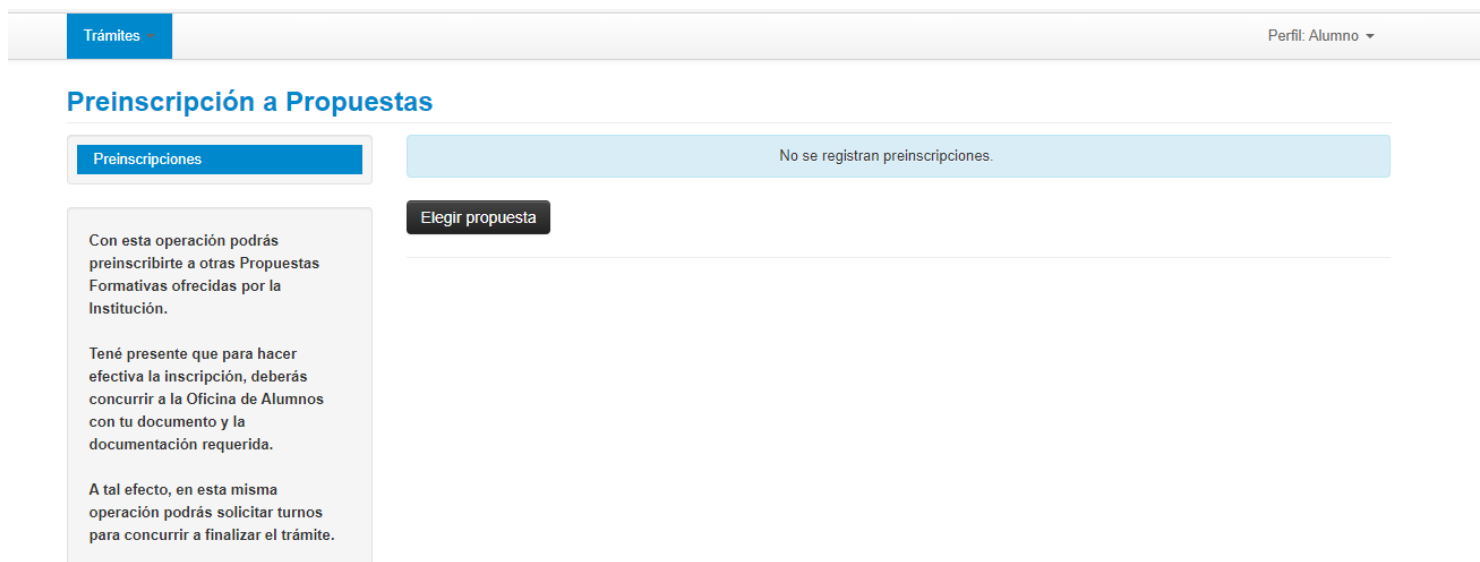 Trámites
Perfil: Alumno
Preinscripción a Propuestas
Preinscripciones
No se registran preinscripciones.
Elegir propuesta
Con esta operación podrás
preinscribirte a otras Propuestas
Formativas ofrecidas por la
Institución.
Tené presente que para hacer
efectiva la inscripción, deberás
concurrir a la Oficina de Alumnos
con tu documento y la
documentación requerida.
A tal efecto, en esta misma
operación podrás solicitar turnos
para concurrir a finalizar el trámite.